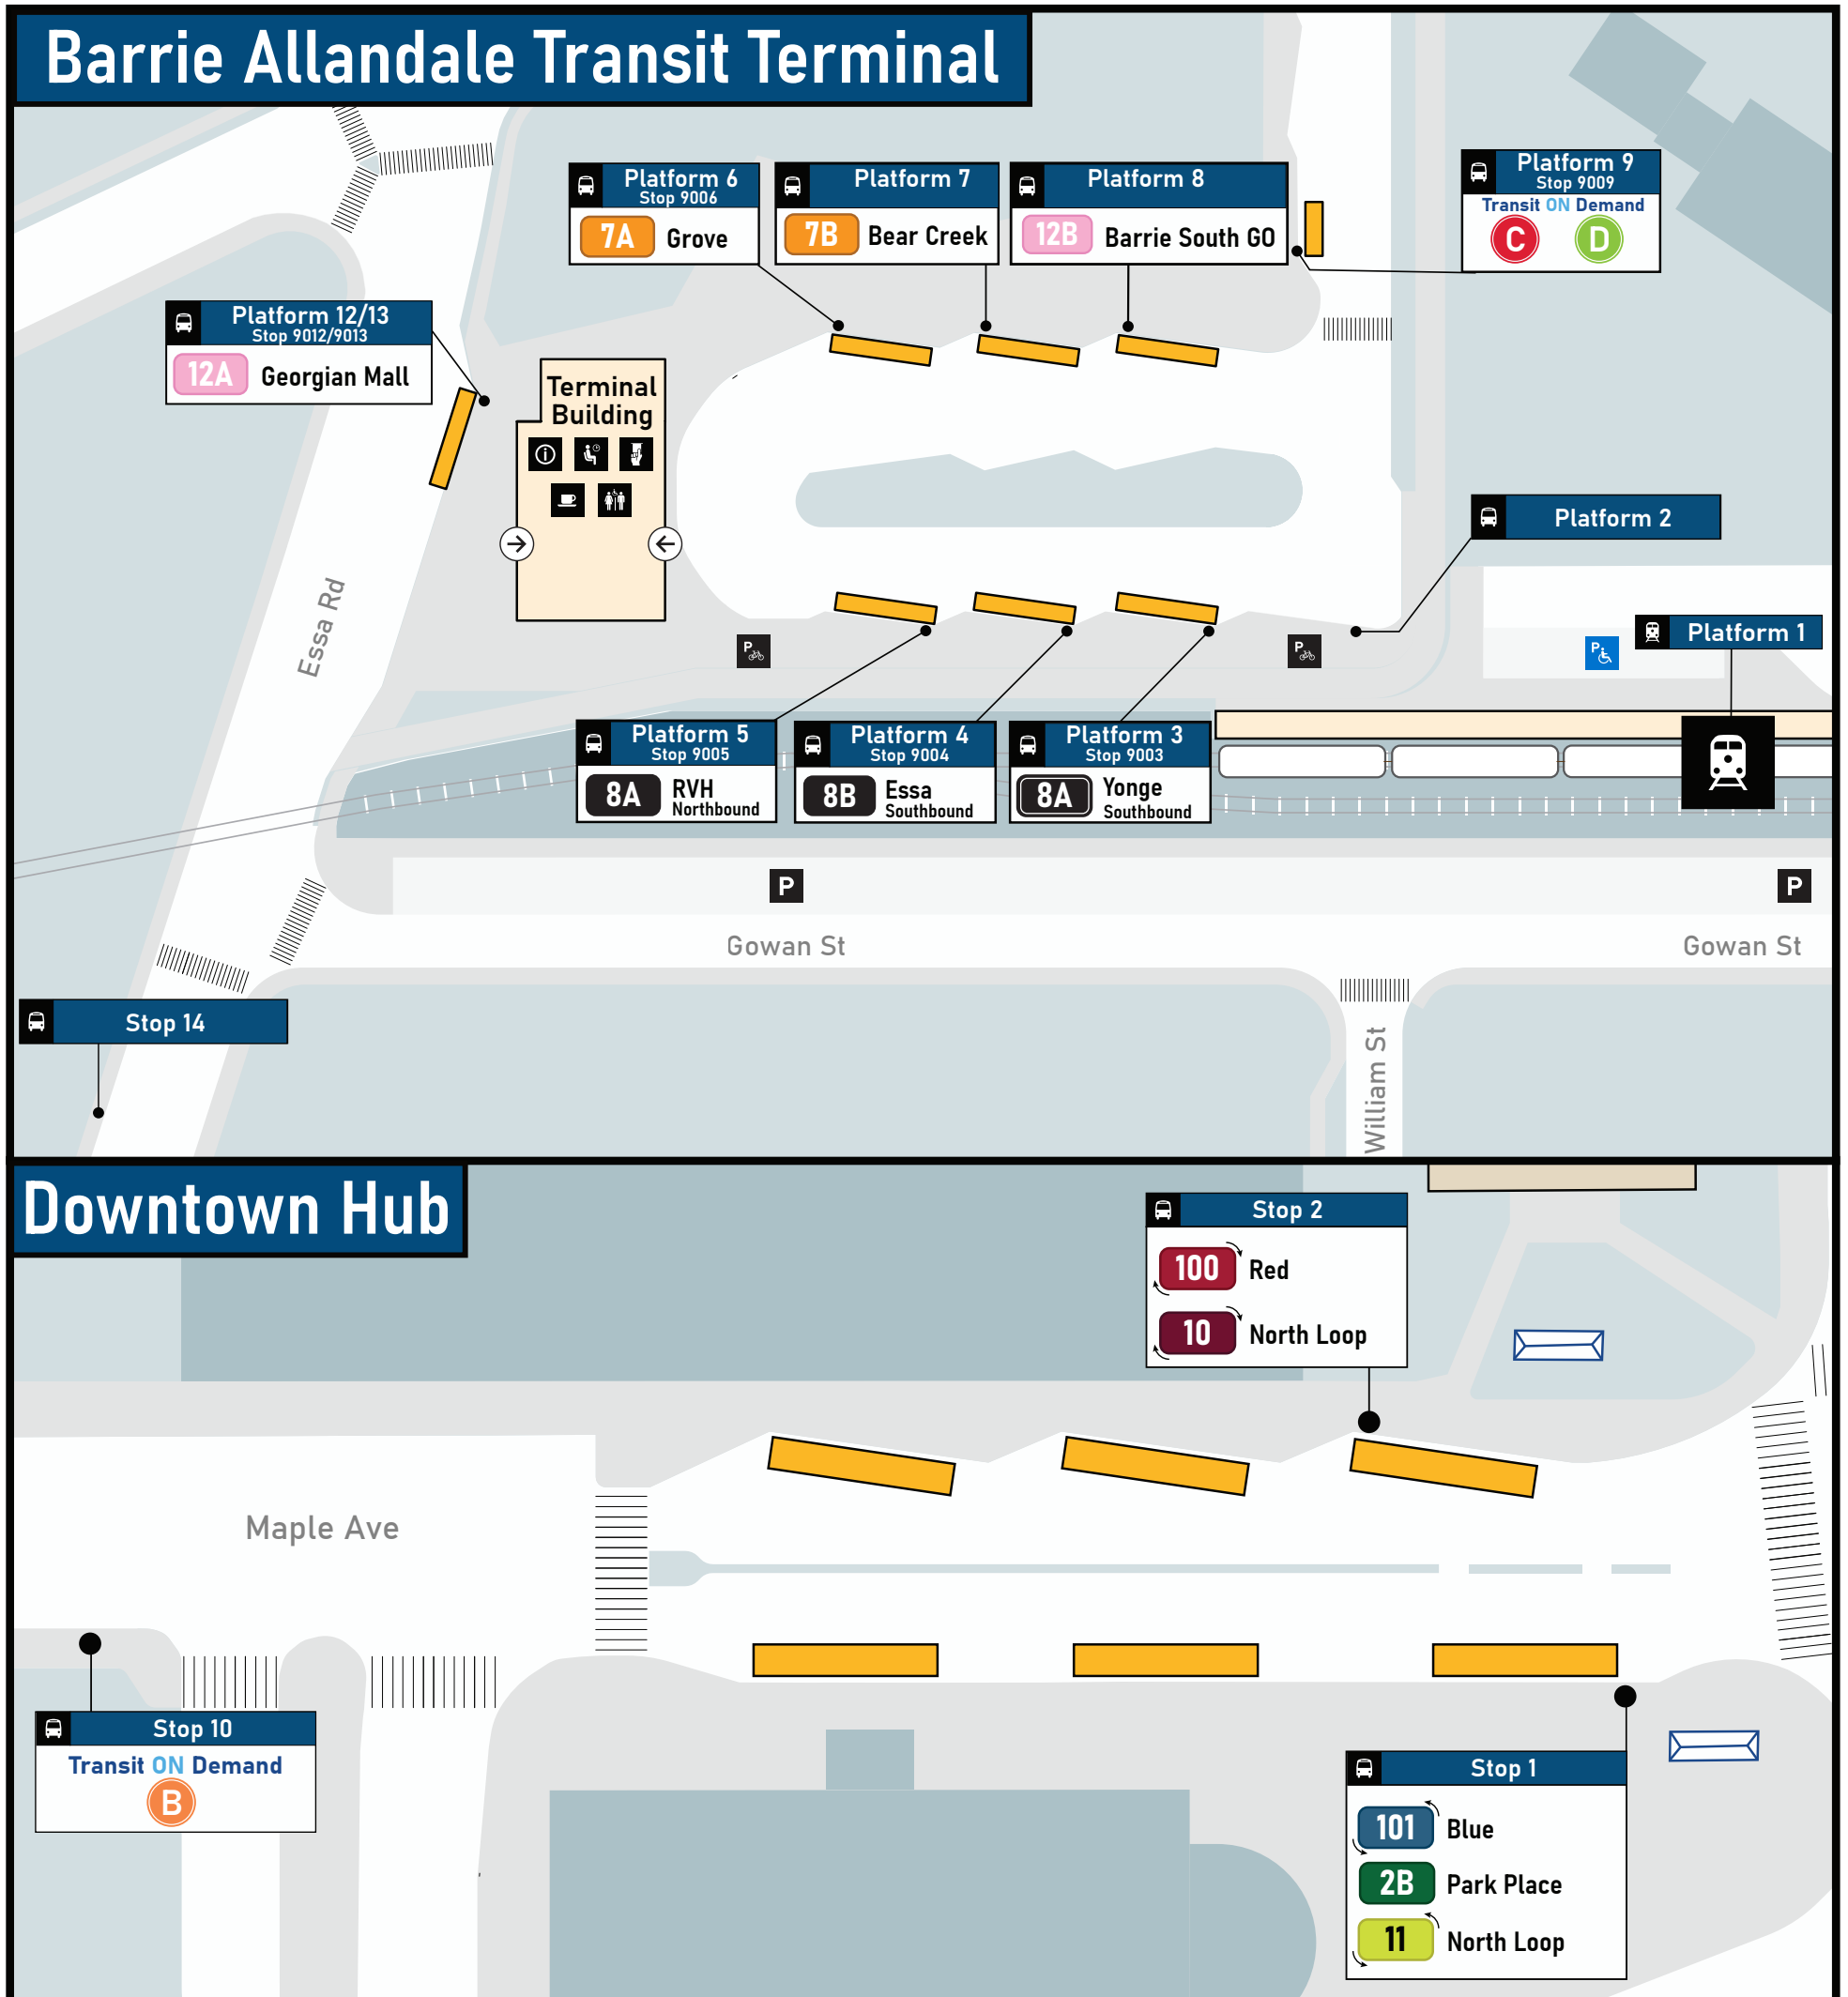 Barrie Allandale Transit Terminal
Platform 6
Stop 9006
7A Grove
Platform 7
7B Bear Creek
Platform 8
12B Barrie South GO
Platform 9
Stop 9009
Transit ON Demand
C D
Platform 12/13
Stop 9012/9013
12A Georgian Mall
Terminal
Building
Platform 2
Essa Rd
P
P
P
Platform 1
Platform 5
Stop 9005
8A RVH
Northbound
Platform 4
Stop 9004
8B Essa
Southbound
Platform 3
Stop 9003
8A Yonge
Southbound
P
P
Gowan St
Gowan St
Stop 14
William St
Downtown Hub
Stop 2
100 Red
10 North Loop
Maple Ave
Stop 10
Transit ON Demand
B
Stop 1
101 Blue
2B Park Place
11 North Loop